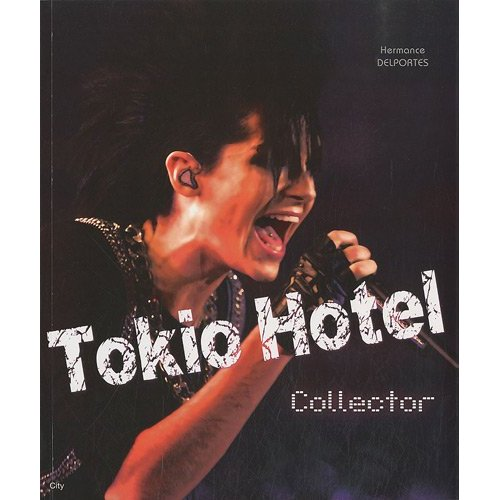 Hermance
DELPORTES
Tokio Hotel
Collector
City